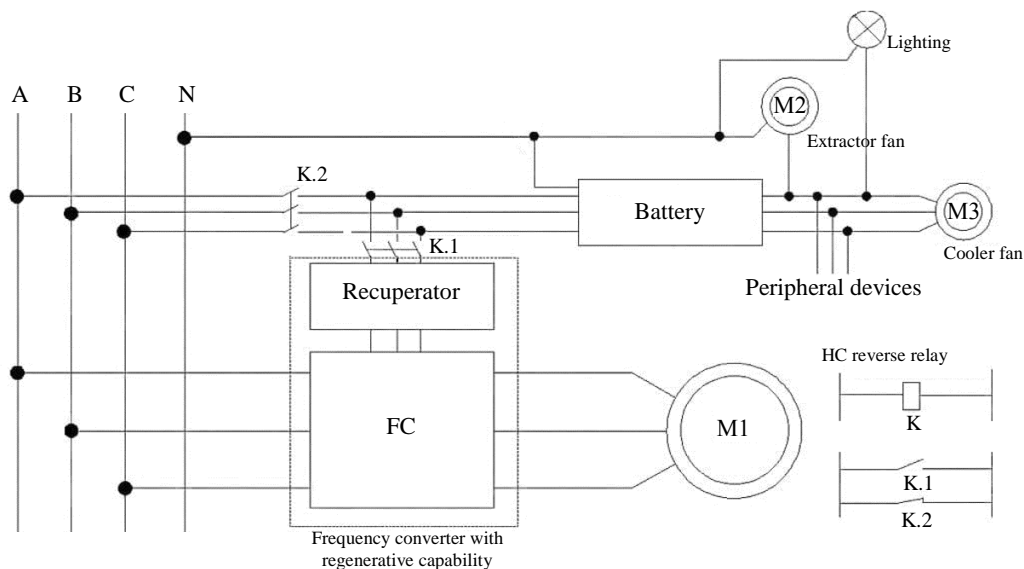 Lighting
A
B
C
N
M2
Extractor fan
K.2
Battery
M3
K.1
Cooler fan
Recuperator
Peripheral devices
HC reverse relay
FC
M1
K
K.1
K.2
Frequency converter with
regenerative capability